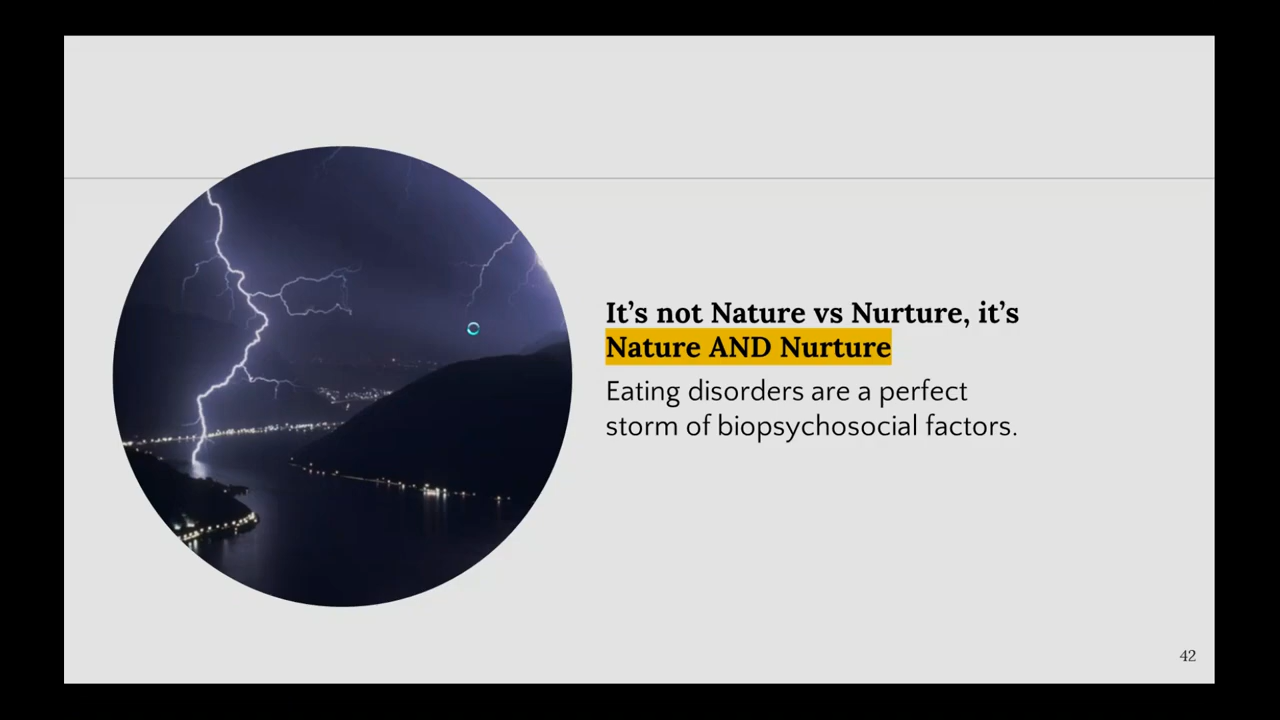 It’s not Nature vs Nurture, it’s
Nature AND Nurture
Eating disorders are a perfect
storm of biopsychosocial factors.
42